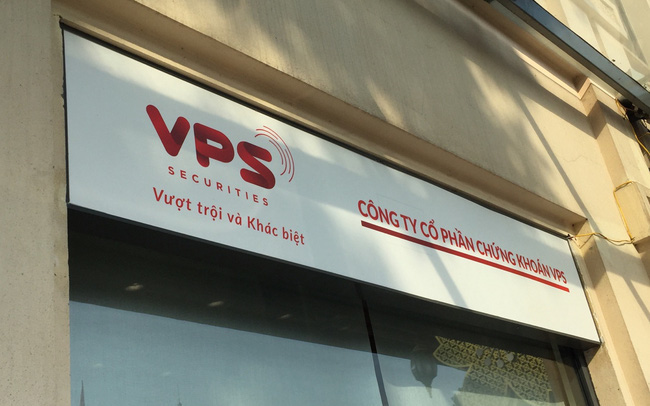 VPS
SECURITIES
Vượt trội và Khác biệt
CÔNG TY CỔ PHẦN CHỨNG KHOÁN VPS